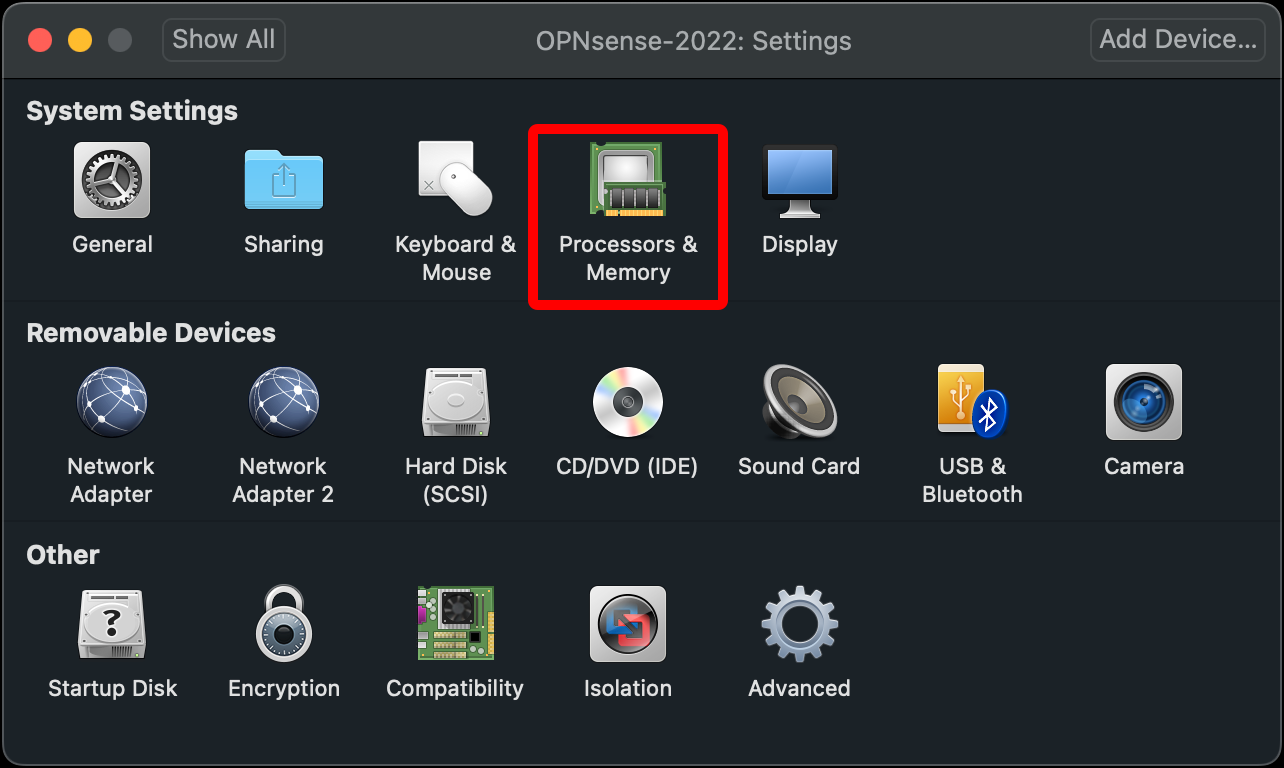 Show All
OPNsense-2022: Settings
Add Device...
System Settings
General
Sharing
Keyboard &
Mouse
Processors &
Memory
Display
Removable Devices
Network
Adapter
Network
Adapter 2
Hard Disk
(SCSI)
CD/DVD (IDE)
Sound Card
USB &
Bluetooth
Camera
Other
?
Startup Disk
Encryption
Compatibility
Isolation
Advanced